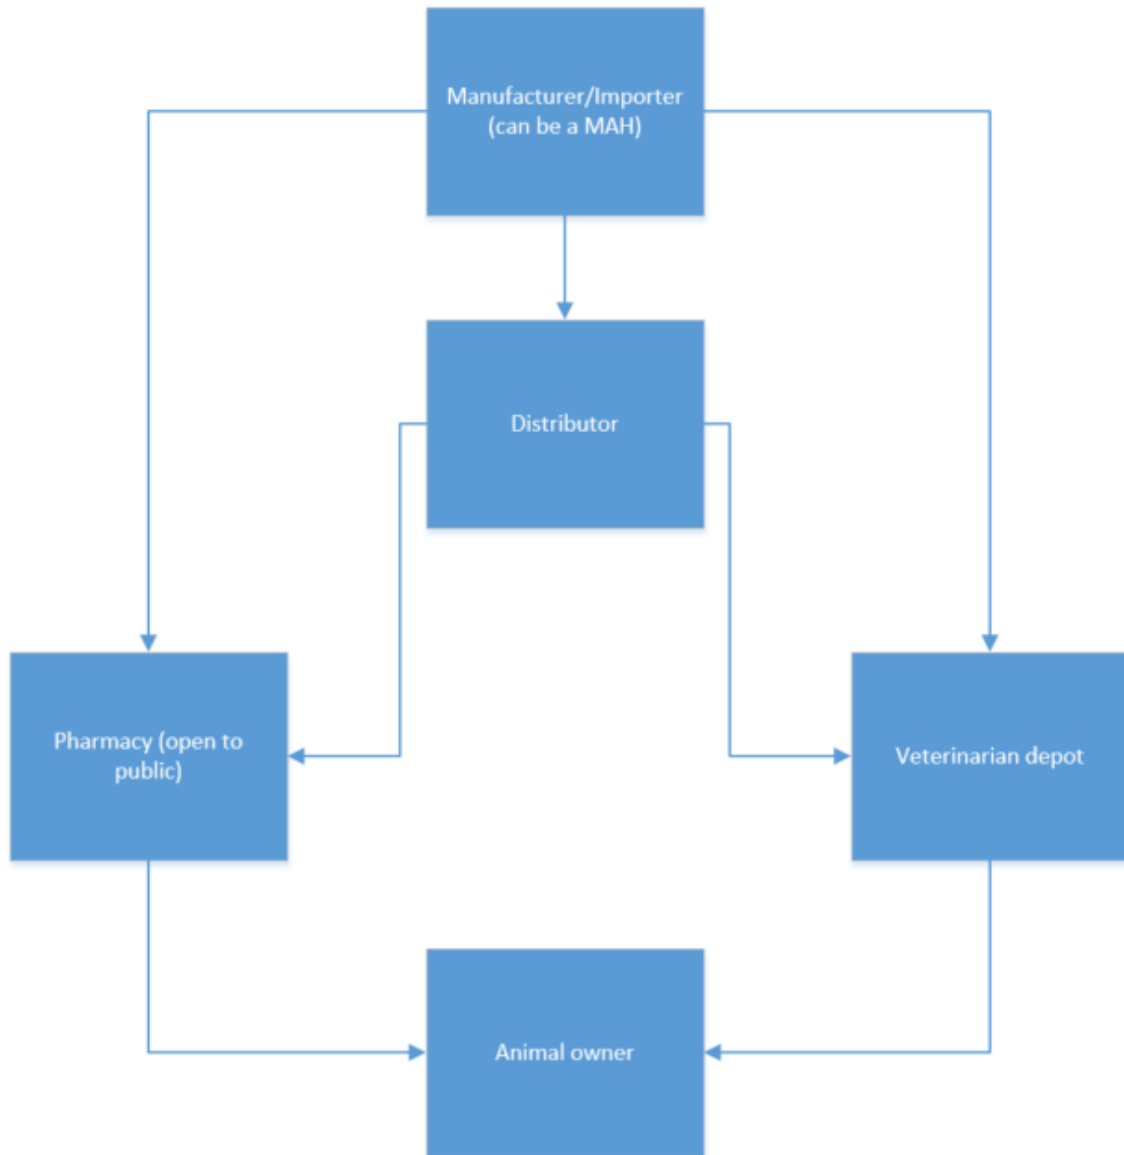 Manufacturer/Importer
(can be a MAH)
Distributor
Pharmacy (open to
public)
Veterinarian depot
Animal owner